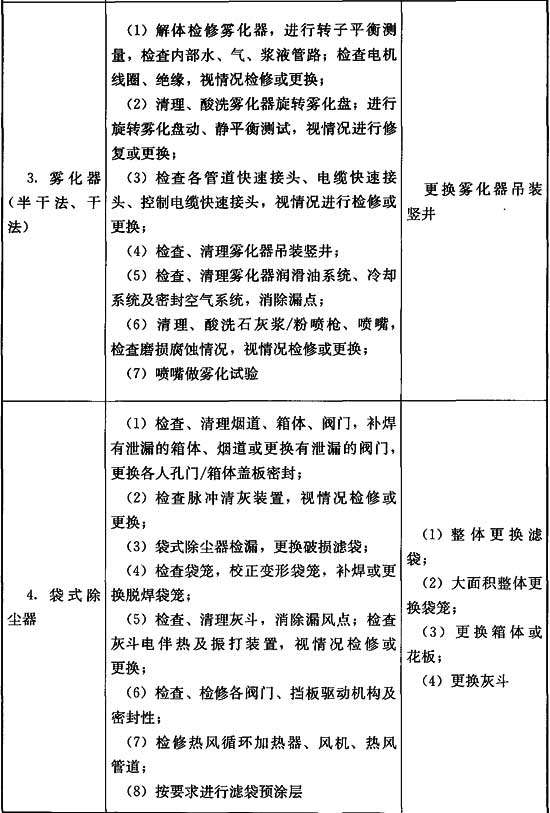 3. 雾化器
(半干法、干
法)
(1) 解体检修雾化器，进行转子平衡测
量，检查内部水、气、浆液管路；检查电机
线圈、绝缘，视情况检修或更换；
(2) 清理、酸洗雾化器旋转雾化盘；进行
旋转雾化盘动、静平衡测试，视情况进行修
复或更换；
(3) 检查各管道快速接头、电缆快速接
头、控制电缆快速接头，视情况进行检修或
更换；
(4) 检查、清理雾化器吊装竖井；
(5) 检查、清理雾化器润滑油系统、冷却
系统及密封空气系统，消除漏点；
(6) 清理、酸洗石灰浆/粉喷枪、喷嘴，
检查磨损腐蚀情况，视情况检修或更换；
(7) 喷嘴做雾化试验
更换雾化器吊装
竖井
4. 袋式除
尘器
(1) 检查、清理烟道、箱体、阀门，补焊
有泄漏的箱体、烟道或更换有泄漏的阀门，
更换各人孔门/箱体盖板密封；
(2) 检查脉冲清灰装置，视情况检修或
更换；
(3) 袋式除尘器检漏，更换破损滤袋；
(4) 检查袋笼，校正变形袋笼，补焊或更
换脱焊袋笼；
(5) 检查、清理灰斗，消除漏风点；检查
灰斗电伴热及振打装置，视情况检修或
更换；
(6) 检查、检修各阀门、挡板驱动机构及
密封性；
(7) 检修热风循环加热器、风机、热风
管道；
(8) 按要求进行滤袋预涂层
(1) 整体更换滤
袋；
(2) 大面积整体更
换袋笼；
(3) 更换箱体或
花板；
(4) 更换灰斗